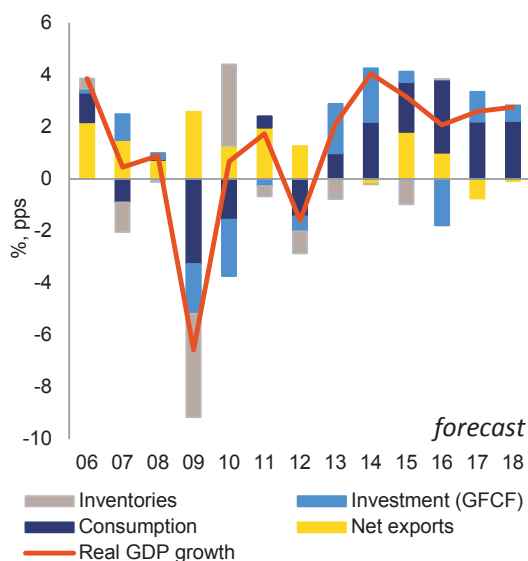 %, pps
6
4
2
0
-2
-4
-6
-8
-10
forecast
06 07 08 09 10 11 12 13 14 15 16 17 18
Inventories Investment (GFCF)
Consumption Net exports
Real GDP growth